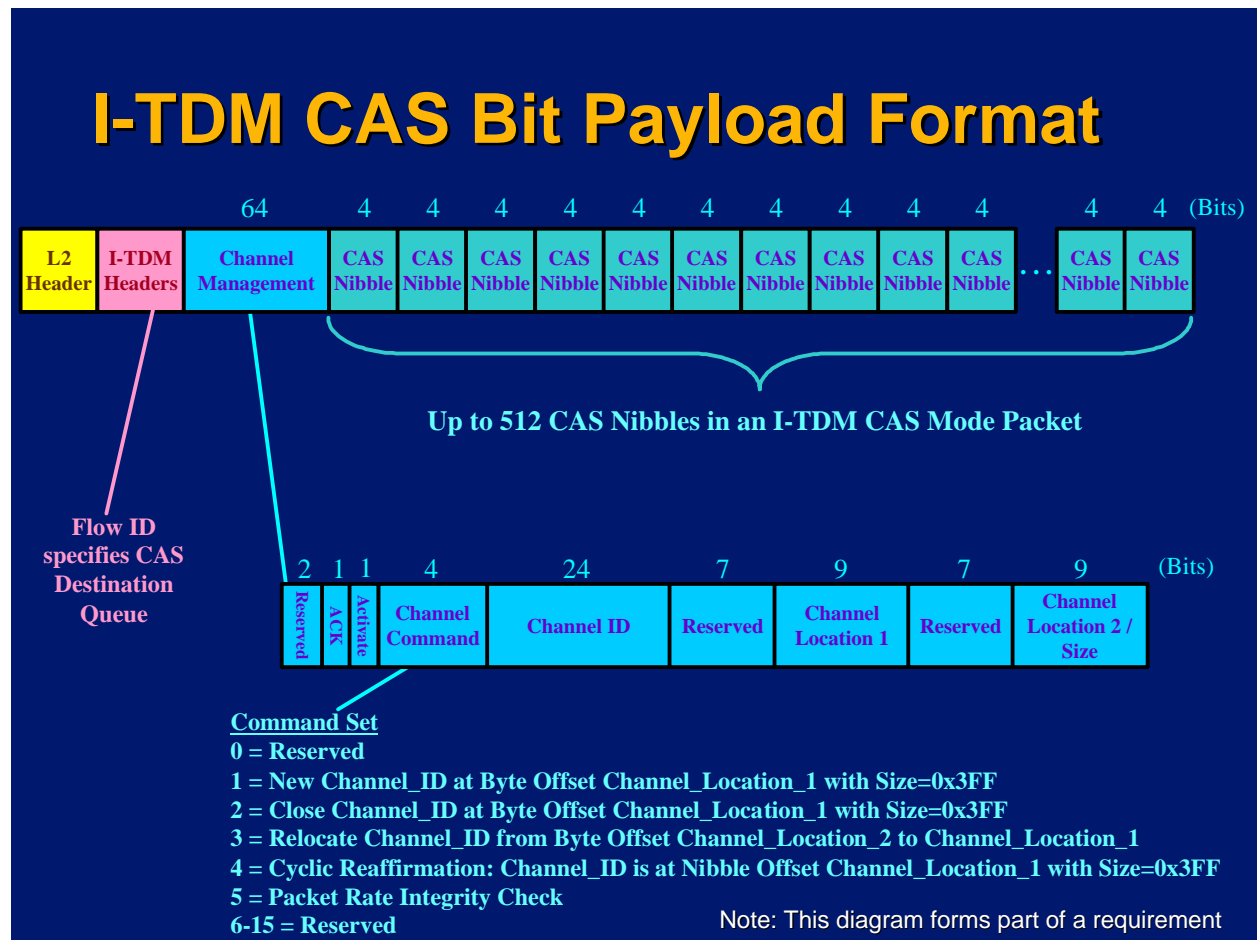 I-TDM CAS Bit Payload Format
64 4 4 4 4 4 4 4 4 4 4 4 4 (Bits)
L2 Header
I-TDM Headers
Channel Management
CAS Nibble
CAS Nibble
CAS Nibble
CAS Nibble
CAS Nibble
CAS Nibble
CAS Nibble
CAS Nibble
CAS Nibble
CAS Nibble
...
CAS Nibble
CAS Nibble
Up to 512 CAS Nibbles in an I-TDM CAS Mode Packet
Flow ID
specifies CAS
Destination
Queue
2 1 1 4 24 7 9 7 9 (Bits)
Reserved
ACK
Activate
Channel Command
Channel ID
Reserved
Channel Location 1
Reserved
Channel Location 2 / Size
Command Set
0 = Reserved
1 = New Channel_ID at Byte Offset Channel_Location_1 with Size=0x3FF
2 = Close Channel_ID at Byte Offset Channel_Location_1 with Size=0x3FF
3 = Relocate Channel_ID from Byte Offset Channel_Location_2 to Channel_Location_1
4 = Cyclic Reaffirmation: Channel_ID is at Nibble Offset Channel_Location_1 with Size=0x3FF
5 = Packet Rate Integrity Check
6-15 = Reserved
Note: This diagram forms part of a requirement